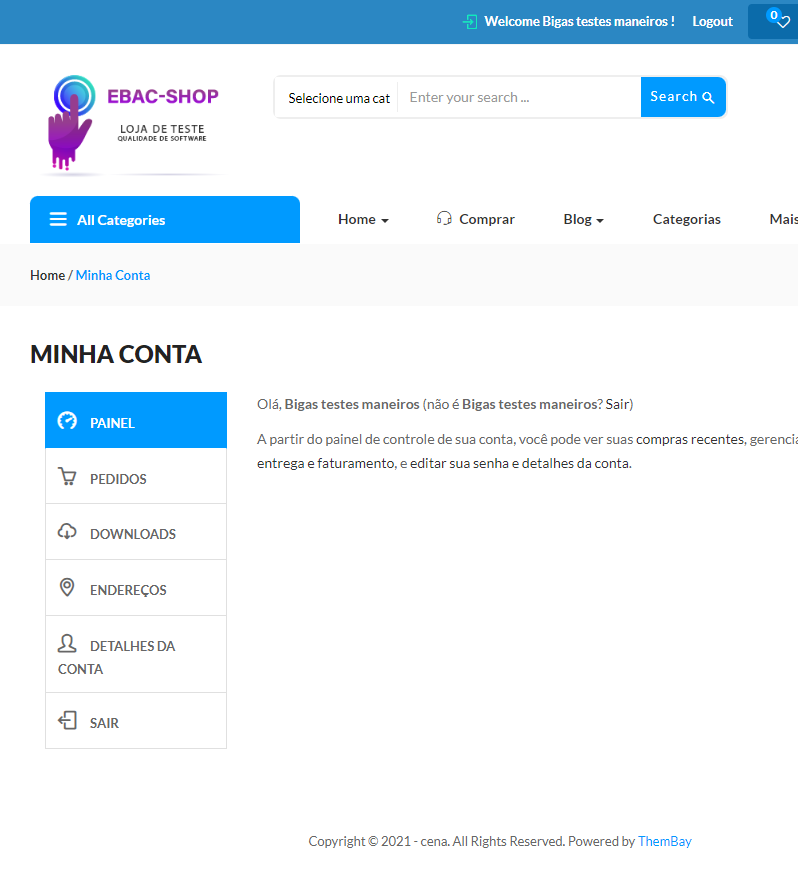 Welcome Bigas testes maneiros ! Logout 0
EBAC-SHOP
LOJA DE TESTE
QUALIDADE DE SOFTWARE
Selecione uma cat Enter your search ... Search
All Categories Home Comprar Blog Categorias Mais
Home / Minha Conta
MINHA CONTA
PAINEL
PEDIDOS
DOWNLOADS
ENDEREÇOS
DETALHES DA
CONTA
SAIR
Olá, Bigas testes maneiros (não é Bigas testes maneiros? Sair)
A partir do painel de controle de sua conta, você pode ver suas compras recentes, gerencia
entrega e faturamento, e editar sua senha e detalhes da conta.
Copyright © 2021 - cena. All Rights Reserved. Powered by ThemBay